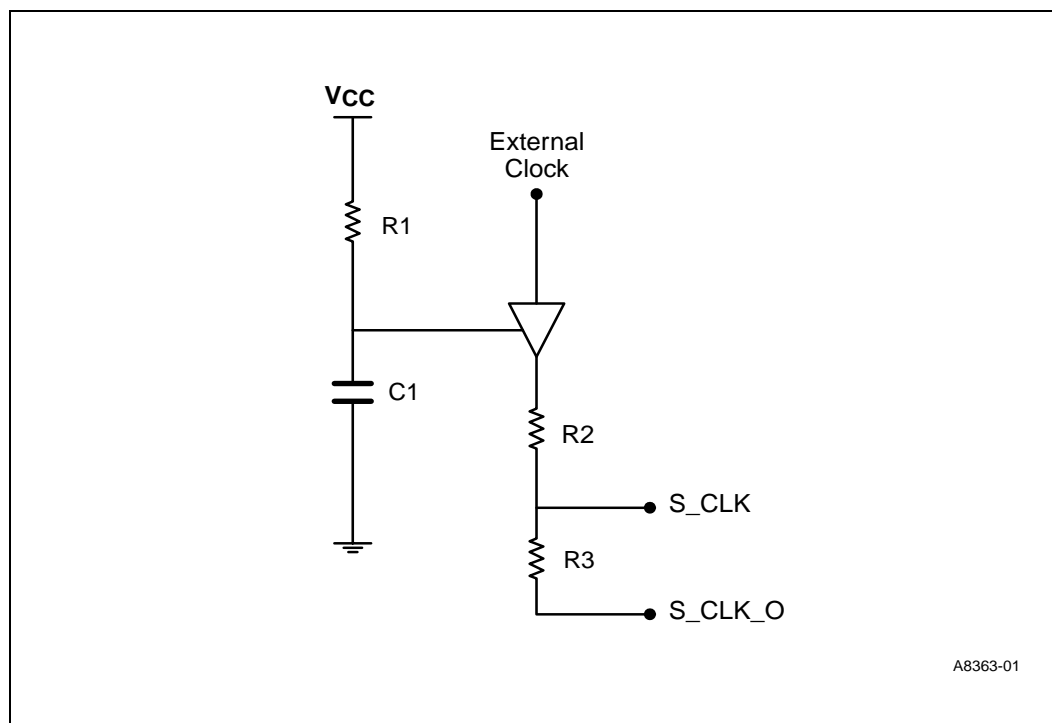 VCC
External
Clock
R1
C1
R2
S_CLK
R3
S_CLK_O
A8363-01